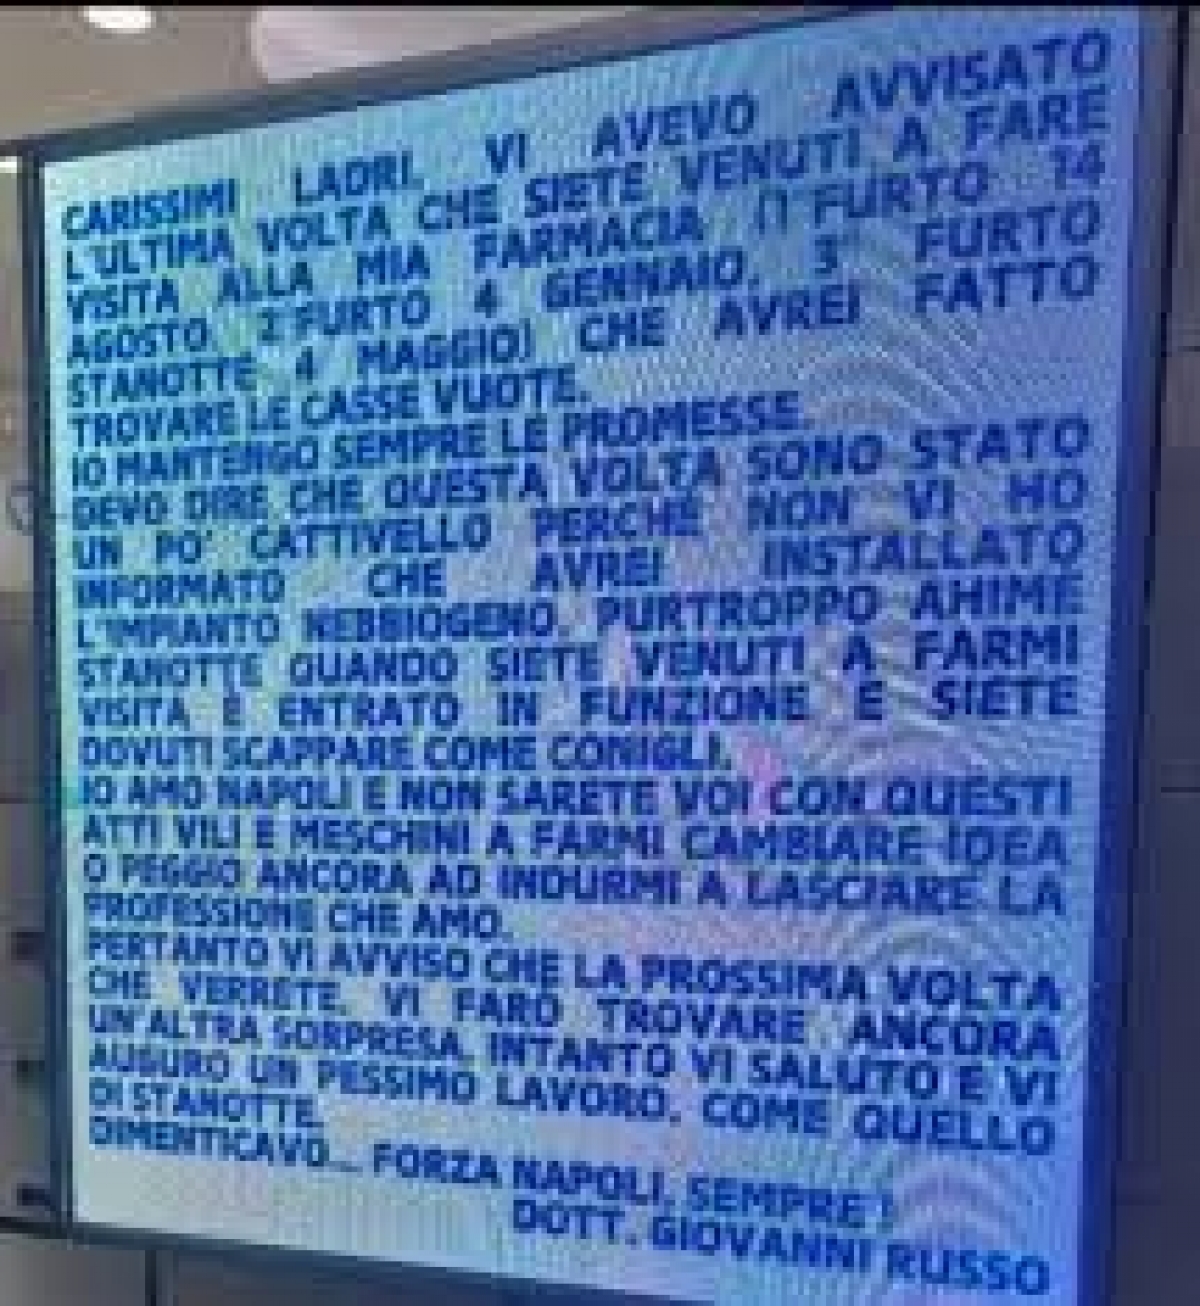 CARISSIMI LADRI, VI AVEVO AVVISATO
L'ULTIMA VOLTA CHE SIETE VENUTI A FARE
VISITA ALLA MIA FARMACIA (1°FURTO 14
AGOSTO, 2°FURTO 4 GENNAIO, 3° FURTO
STANOTTE 4 MAGGIO) CHE AVREI FATTO
TROVARE LE CASSE VUOTE.
IO MANTENGO SEMPRE LE PROMESSE.
DEVO DIRE CHE QUESTA VOLTA SONO STATO
UN PO' CATTIVELLO PERCHÉ NON VI HO
INFORMATO CHE AVREI INSTALLATO
L'IMPIANTO NEBBIOGENO. PURTROPPO AHIMÈ
STANOTTE QUANDO SIETE VENUTI A FARMI
VISITA È ENTRATO IN FUNZIONE E SIETE
DOVUTI SCAPPARE COME CONIGLI.
IO AMO NAPOLI E NON SARETE VOI CON QUESTI
ATTI VILI E MESCHINI A FARMI CAMBIARE IDEA
O PEGGIO ANCORA AD INDURMI A LASCIARE LA
PROFESSIONE CHE AMO.
PERTANTO VI AVVISO CHE LA PROSSIMA VOLTA
CHE VERRETE, VI FARÒ TROVARE ANCORA
UN'ALTRA SORPRESA. INTANTO VI SALUTO E VI
AUGURO UN PESSIMO LAVORO, COME QUELLO
DI STANOTTE.
DIMENTICAVO... FORZA NAPOLI, SEMPRE !
DOTT. GIOVANNI RUSSO